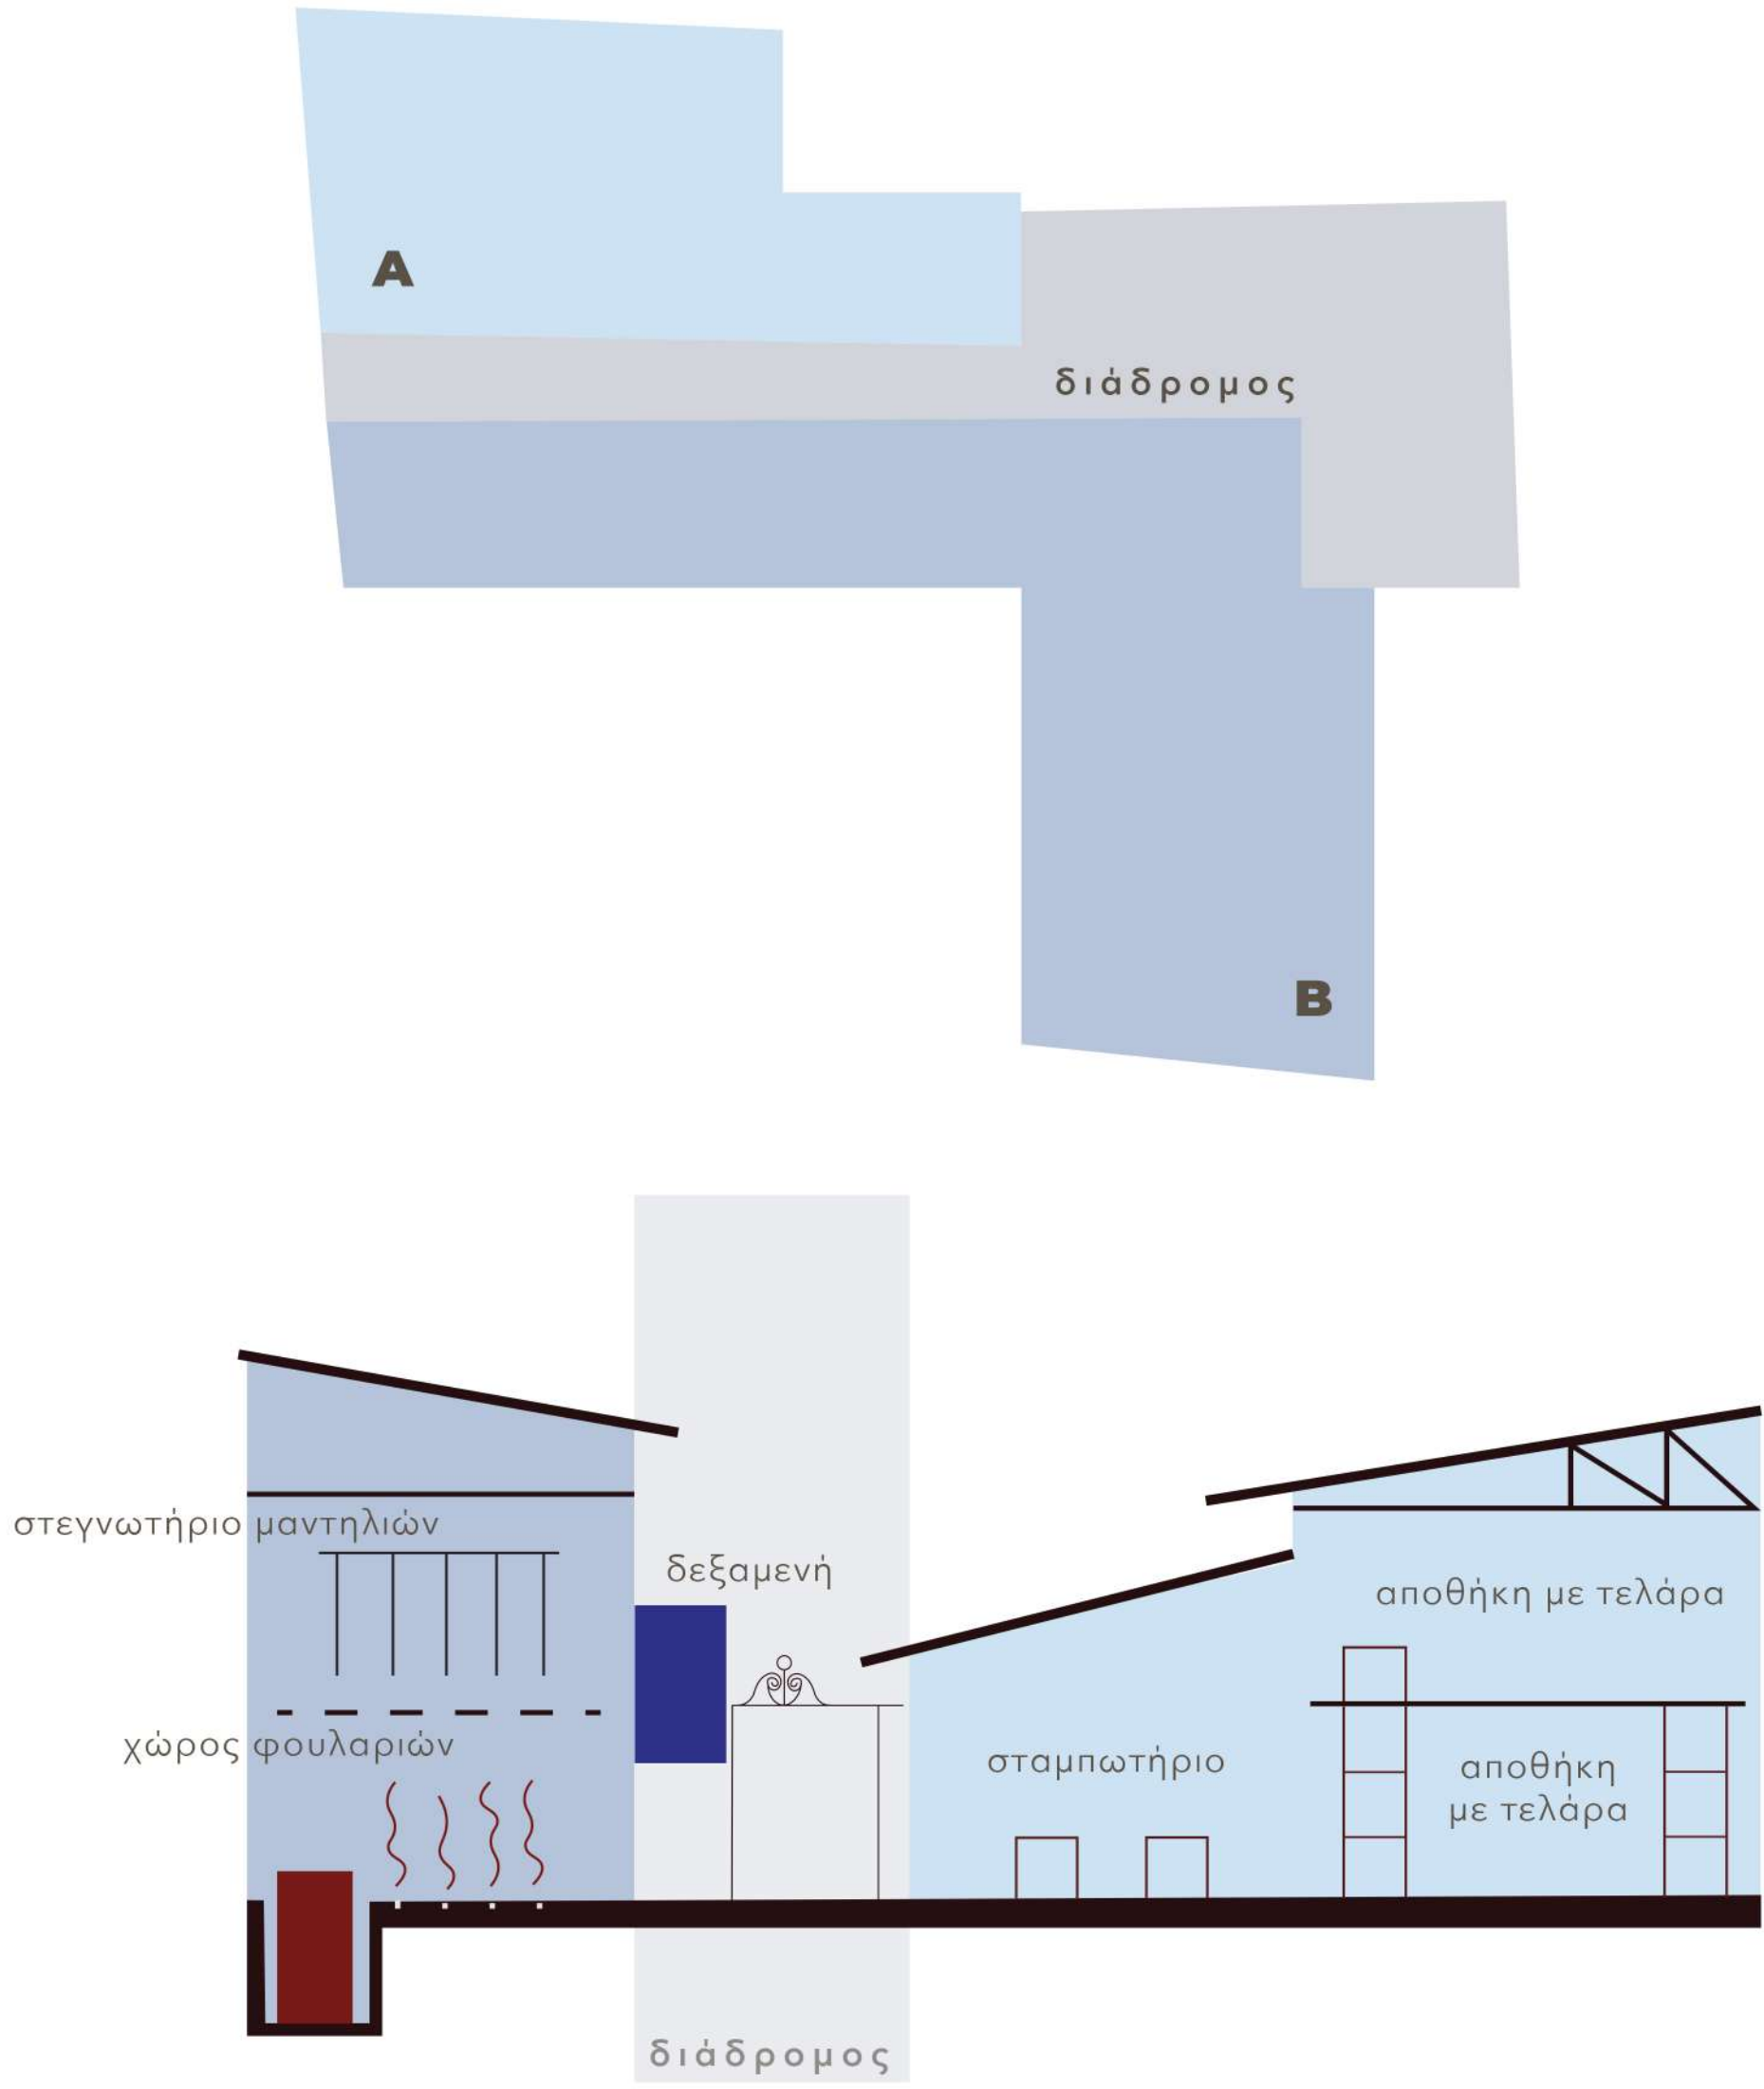 A
διάδρομος
B
στεγνωτήριο μαντηλιών
δεξαμενή
αποθήκη με τελάρα
χώρος φουλαριών
σταμπωτήριο
αποθήκη
με τελάρα
διάδρομος